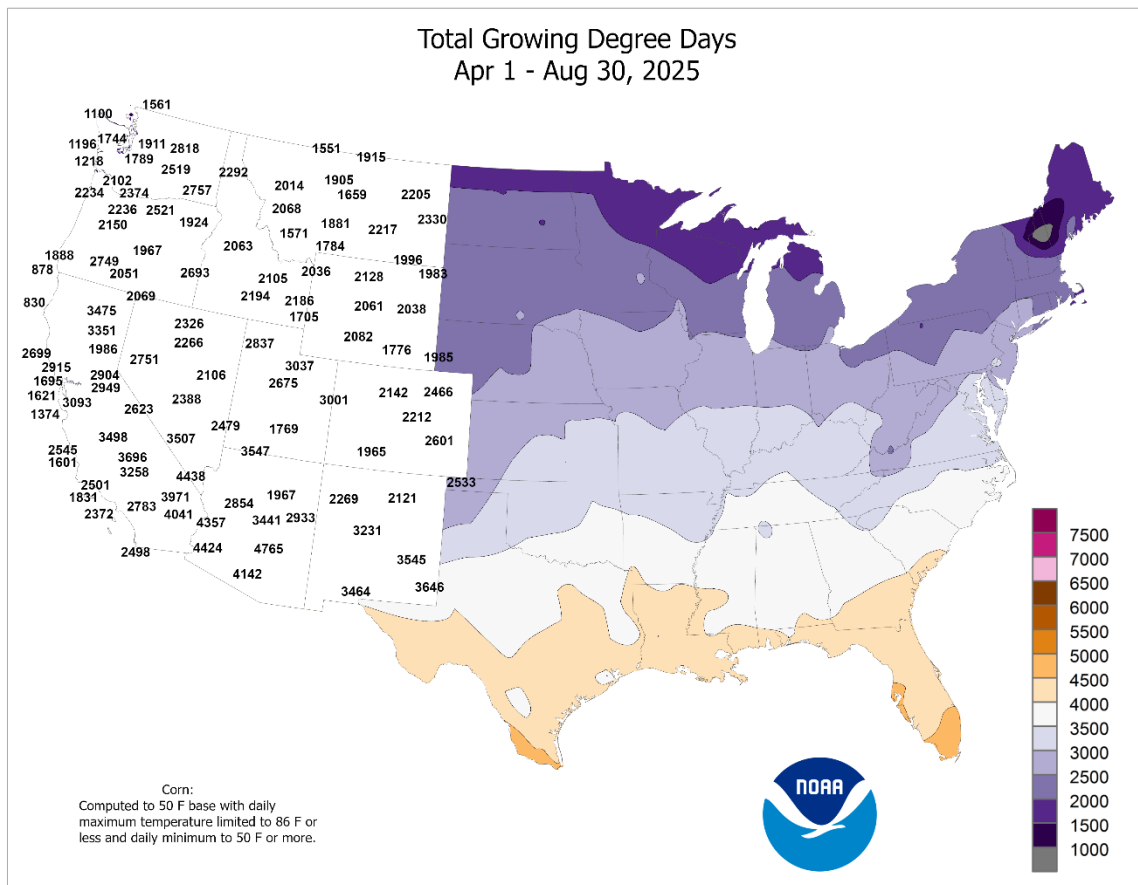 Total Growing Degree Days
Apr 1 - Aug 30, 2025
1561
1100
1744
1196 1911 2818
1218 1789
2519
2102
2234 2374 2757
2236 2521
2150 1924
1888 2749 1967
878 2051 2693
830 2069
3475
3351
1986
2699
2915
1695 2904
1621 2949
3093
1374
3498
2545 3696
1601 3258
2501
1831 2783 3971
2372 4041
2498
1551 1915
2292
2014 1905
1659 2205
2068
1571 1881 2217 2330
2063 1784
1996
2105 2036 2128 1983
2194 2186 2061 2038
1705
2326
2266 2837 2082
1776 1985
2751 3037
2106 2675
2388 3001 2142 2466
2623 2212
2479 1769 2601
3507 3547 1965
4438 2533
2854 1967 2269 2121
4357 3441 2933
3231
4424 4765
4142 3545
3464 3646
7500
7000
6500
6000
5500
5000
4500
4000
3500
3000
2500
2000
1500
1000
NOAA
Corn:
Computed to 50 F base with daily
maximum temperature limited to 86 F or
less and daily minimum to 50 F or more.